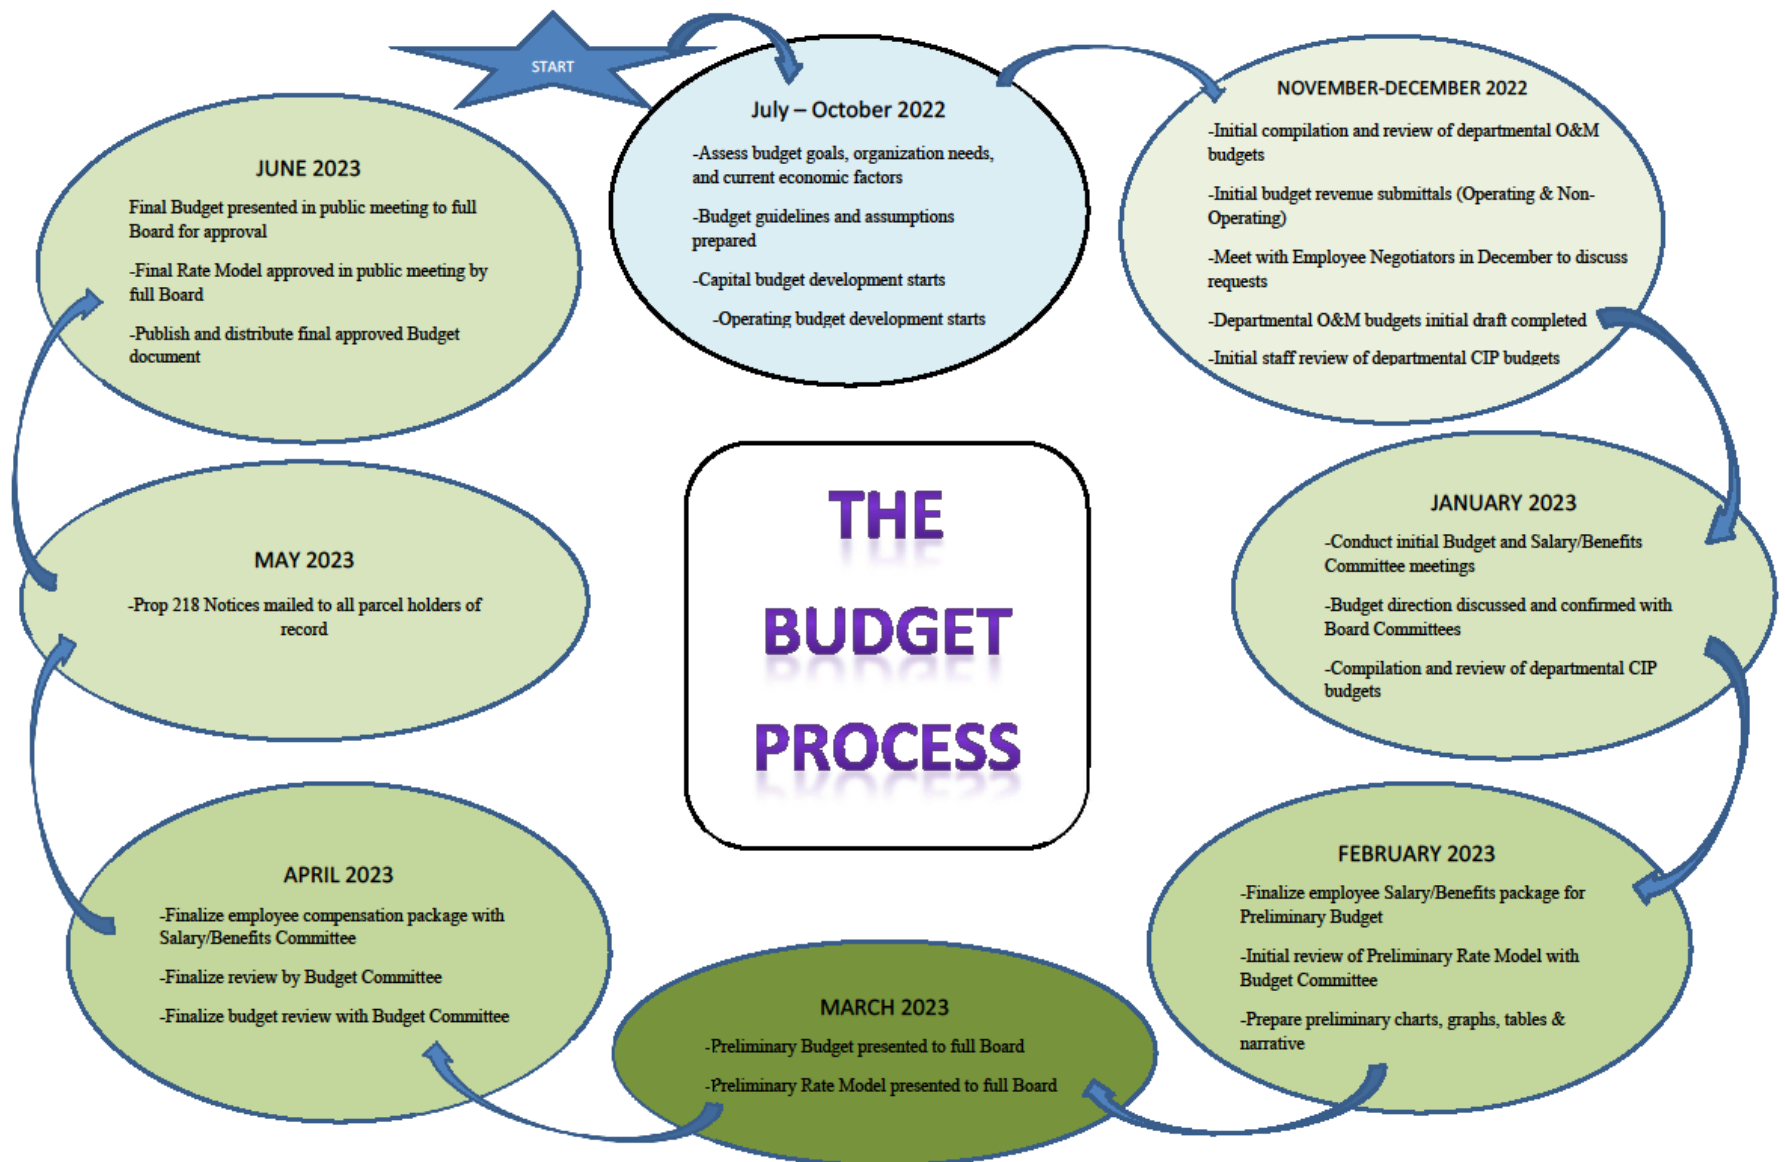 START
July – October 2022
-Assess budget goals, organization needs,
and current economic factors
-Budget guidelines and assumptions
prepared
-Capital budget development starts
-Operating budget development starts
NOVEMBER-DECEMBER 2022
-Initial compilation and review of departmental O&M
budgets
-Initial budget revenue submittals (Operating & Non-
Operating)
-Meet with Employee Negotiators in December to discuss
requests
-Departmental O&M budgets initial draft completed
-Initial staff review of departmental CIP budgets
JANUARY 2023
-Conduct initial Budget and Salary/Benefits
Committee meetings
-Budget direction discussed and confirmed with
Board Committees
-Compilation and review of departmental CIP
budgets
FEBRUARY 2023
-Finalize employee Salary/Benefits package for
Preliminary Budget
-Initial review of Preliminary Rate Model with
Budget Committee
-Prepare preliminary charts, graphs, tables &
narrative
MARCH 2023
-Preliminary Budget presented to full Board
-Preliminary Rate Model presented to full Board
APRIL 2023
-Finalize employee compensation package with
Salary/Benefits Committee
-Finalize review by Budget Committee
-Finalize budget review with Budget Committee
MAY 2023
-Prop 218 Notices mailed to all parcel holders of
record
JUNE 2023
Final Budget presented in public meeting to full
Board for approval
-Final Rate Model approved in public meeting by
full Board
-Publish and distribute final approved Budget
document
THE
BUDGET
PROCESS